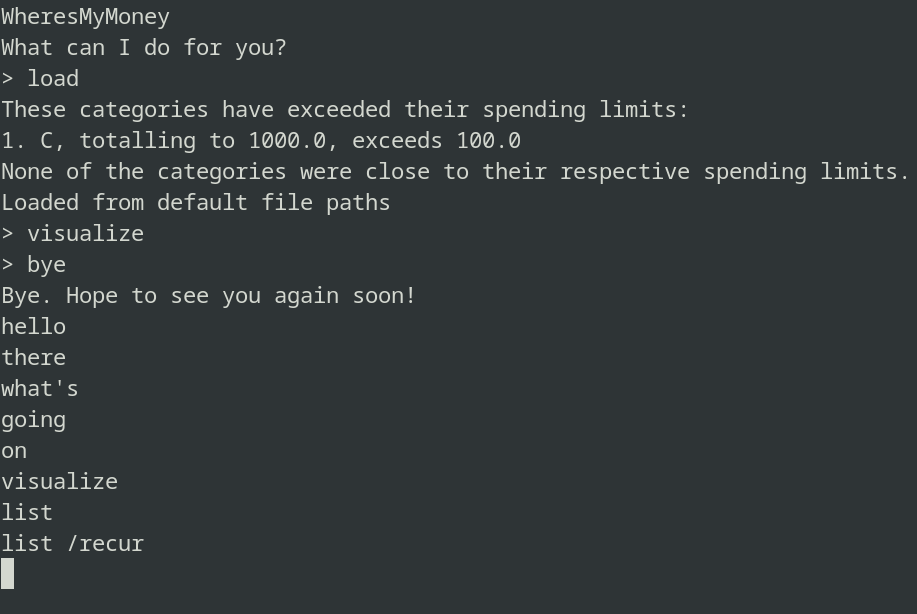 WheresMyMoney
What can I do for you?
> load
These categories have exceeded their spending limits:
1. C, totalling to 1000.0, exceeds 100.0
None of the categories were close to their respective spending limits.
Loaded from default file paths
> visualize
> bye
Bye. Hope to see you again soon!
hello
there
what's
going
on
visualize
list
list /recur